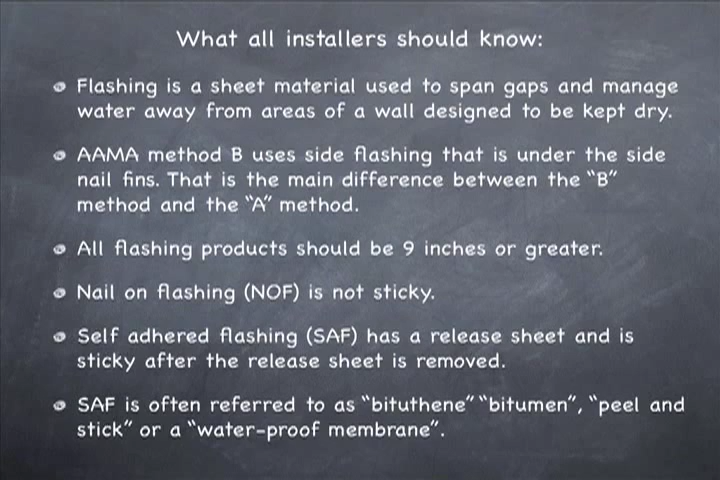 What all installers should know:
Flashing is a sheet material used to span gaps and manage
water away from areas of a wall designed to be kept dry.
AAMA method B uses side flashing that is under the side
nail fins. That is the main difference between the “B”
method and the “A” method.
All flashing products should be 9 inches or greater.
Nail on flashing (NOF) is not sticky.
Self adhered flashing (SAF) has a release sheet and is
sticky after the release sheet is removed.
SAF is often referred to as “bituthene” “bitumen”, “peel and
stick” or a “water-proof membrane”.